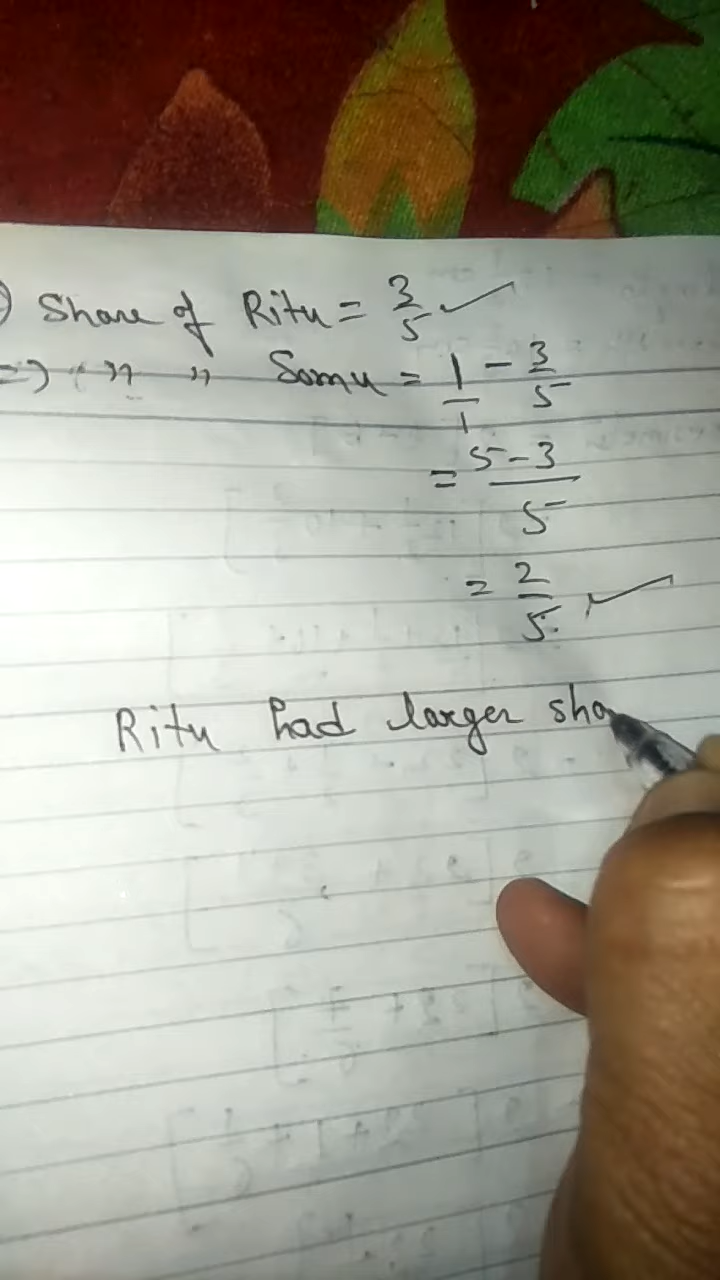 ) Share of Ritu = 3/5 ✓
=> ( ,, ,, Somu = 1/1 - 3/5
= 5-3/5
= 2/5. ✓
Ritu had larger sha